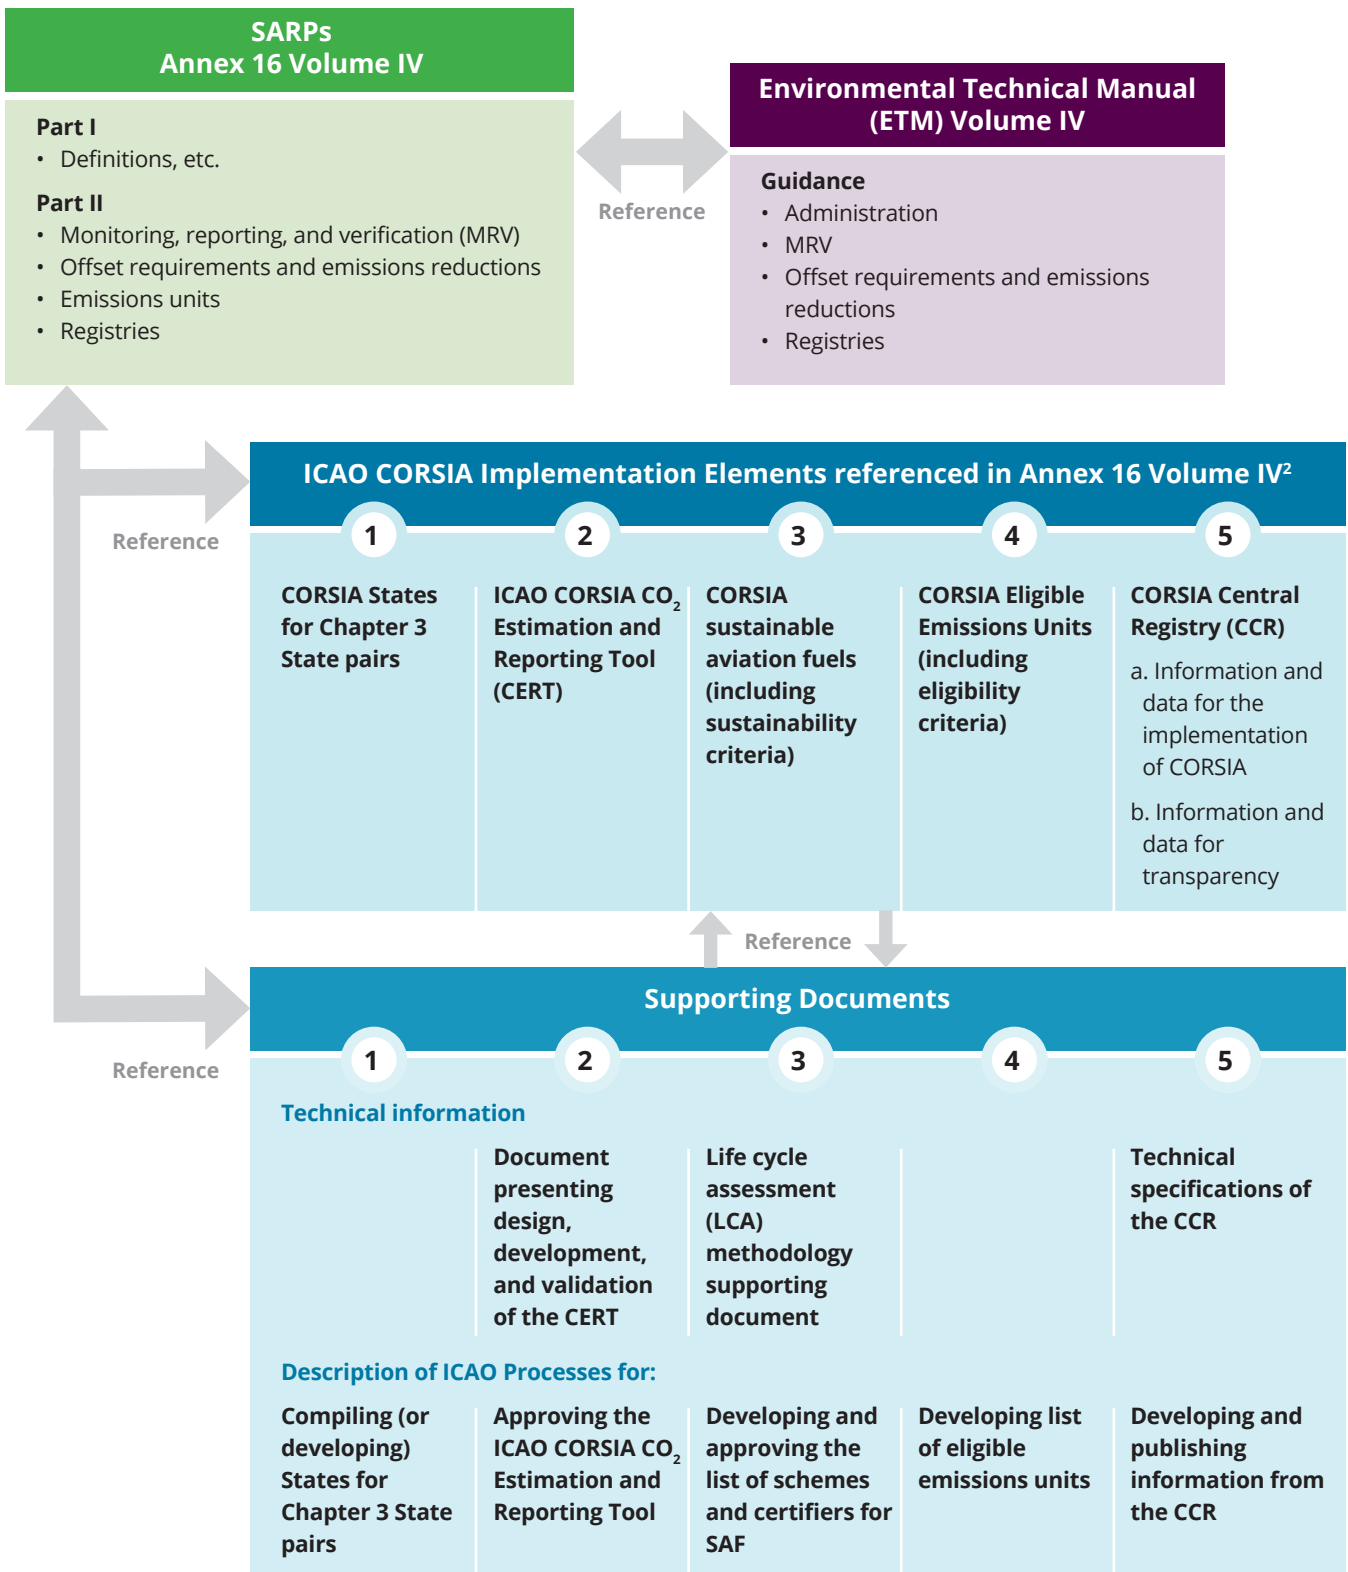 SARPs
Annex 16 Volume IV
Part I
• Definitions, etc.
Part II
• Monitoring, reporting, and verification (MRV)
• Offset requirements and emissions reductions
• Emissions units
• Registries
Reference
Environmental Technical Manual
(ETM) Volume IV
Guidance
• Administration
• MRV
• Offset requirements and emissions
reductions
• Registries
Reference
ICAO CORSIA Implementation Elements referenced in Annex 16 Volume IV²
1
2
3
4
5
CORSIA States
for Chapter 3
State pairs
ICAO CORSIA CO₂
Estimation and
Reporting Tool
(CERT)
CORSIA
sustainable
aviation fuels
(including
sustainability
criteria)
CORSIA Eligible
Emissions Units
(including
eligibility
criteria)
CORSIA Central
Registry (CCR)
a. Information and
data for the
implementation
of CORSIA
b. Information and
data for
transparency
Reference
Reference
Supporting Documents
1
2
3
4
5
Technical information
Document
presenting
design,
development,
and validation
of the CERT
Life cycle
assessment
(LCA)
methodology
supporting
document
Technical
specifications of
the CCR
Description of ICAO Processes for:
Compiling (or
developing)
States for
Chapter 3 State
pairs
Approving the
ICAO CORSIA CO₂
Estimation and
Reporting Tool
Developing and
approving the
list of schemes
and certifiers for
SAF
Developing list
of eligible
emissions units
Developing and
publishing
information from
the CCR